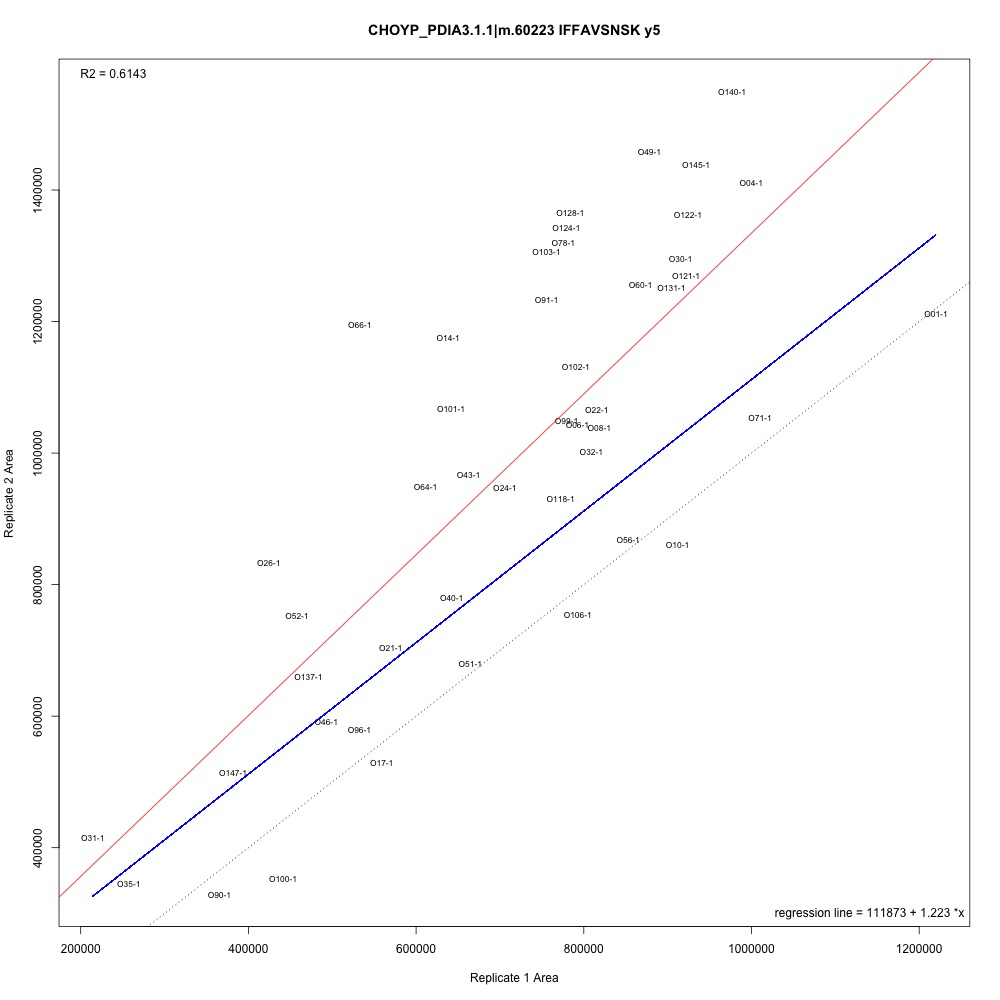 CHOYP_PDIA3.1.1|m.60223 IFFAVSNSK y5
R2 = 0.6143
O140-1
O49-1
O145-1
O04-1
O128-1
O122-1
O124-1
O78-1
O103-1
O30-1
O121-1
O60-1
O131-1
O91-1
O01-1
O66-1
O14-1
O102-1
O101-1
O22-1
O71-1
O99-1
O06-1
O08-1
O32-1
O43-1
O64-1
O24-1
O118-1
O56-1
O10-1
O26-1
O40-1
O52-1
O106-1
O21-1
O51-1
O137-1
O46-1
O96-1
O17-1
O147-1
O31-1
O35-1
O100-1
O90-1
regression line = 111873 + 1.223 *x
400000
600000
800000
1000000
1200000
1400000
Replicate 2 Area
200000 400000 600000 800000 1000000 1200000
Replicate 1 Area